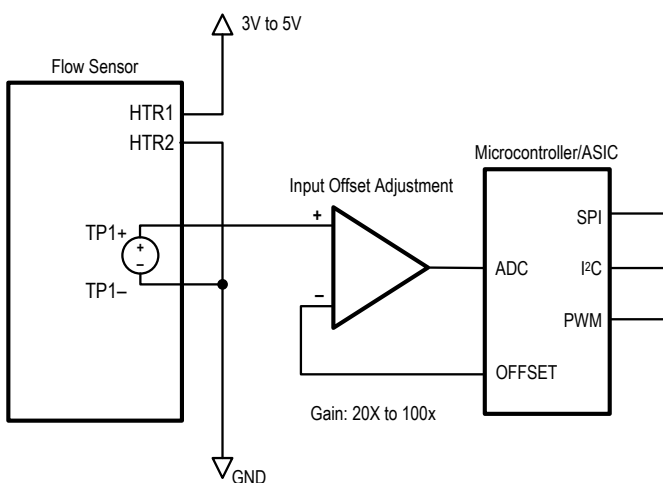 3V to 5V
Flow Sensor
HTR1
HTR2
Microcontroller/ASIC
Input Offset Adjustment
SPI
+
TP1+
+
–
ADC
I²C
TP1–
–
PWM
OFFSET
Gain: 20X to 100x
GND